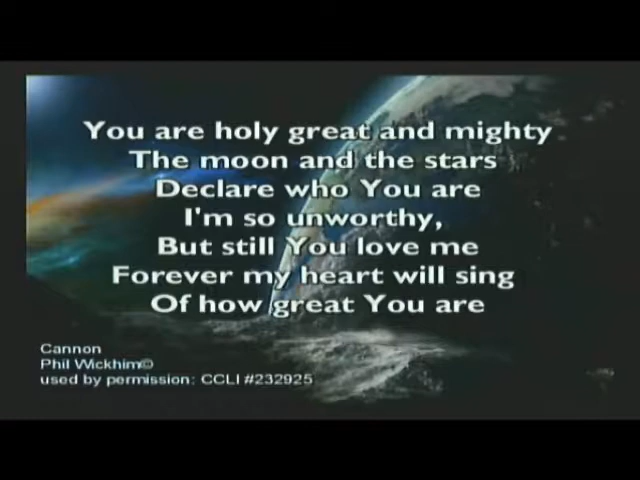 You are holy great and mighty
The moon and the stars
Declare who You are
I'm so unworthy,
But still You love me
Forever my heart will sing
Of how great You are
Cannon
Phil Wickhim©
used by permission: CCLI #232925